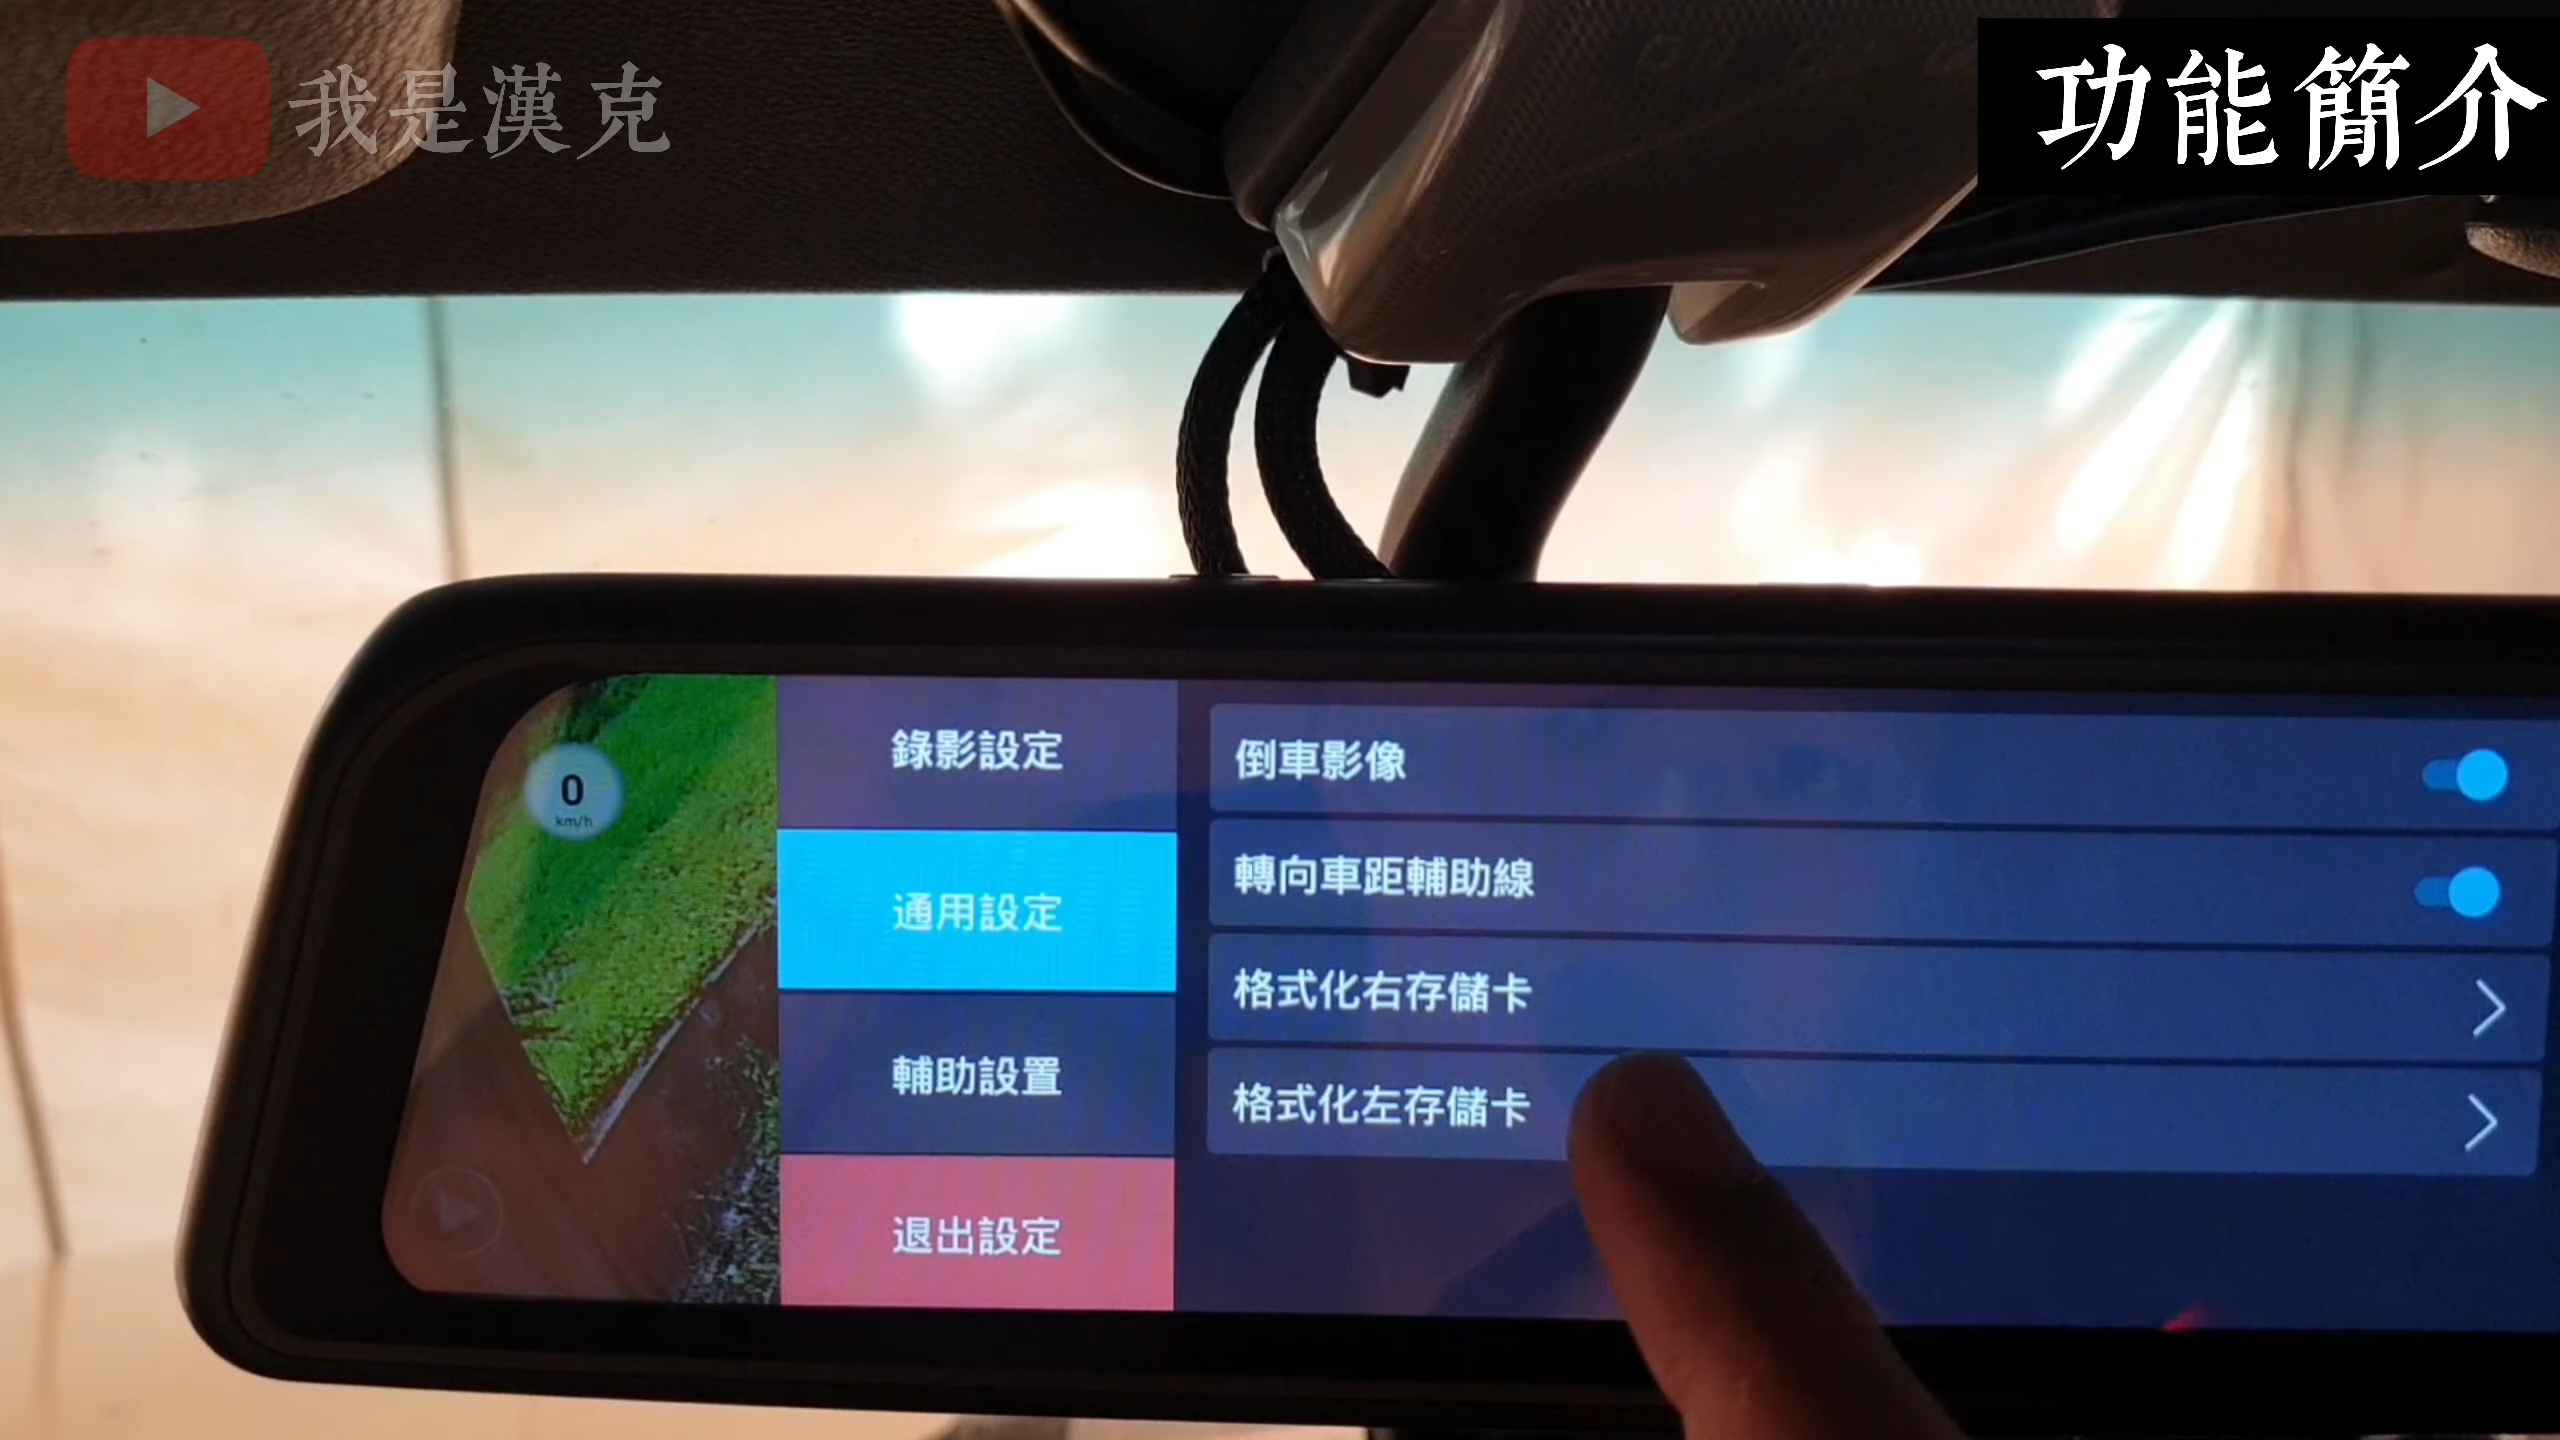 我是漢克
功能簡介
0
km/h
錄影設定
通用設定
輔助設置
退出設定
倒車影像
轉向車距輔助線
格式化右存儲卡
格式化左存儲卡